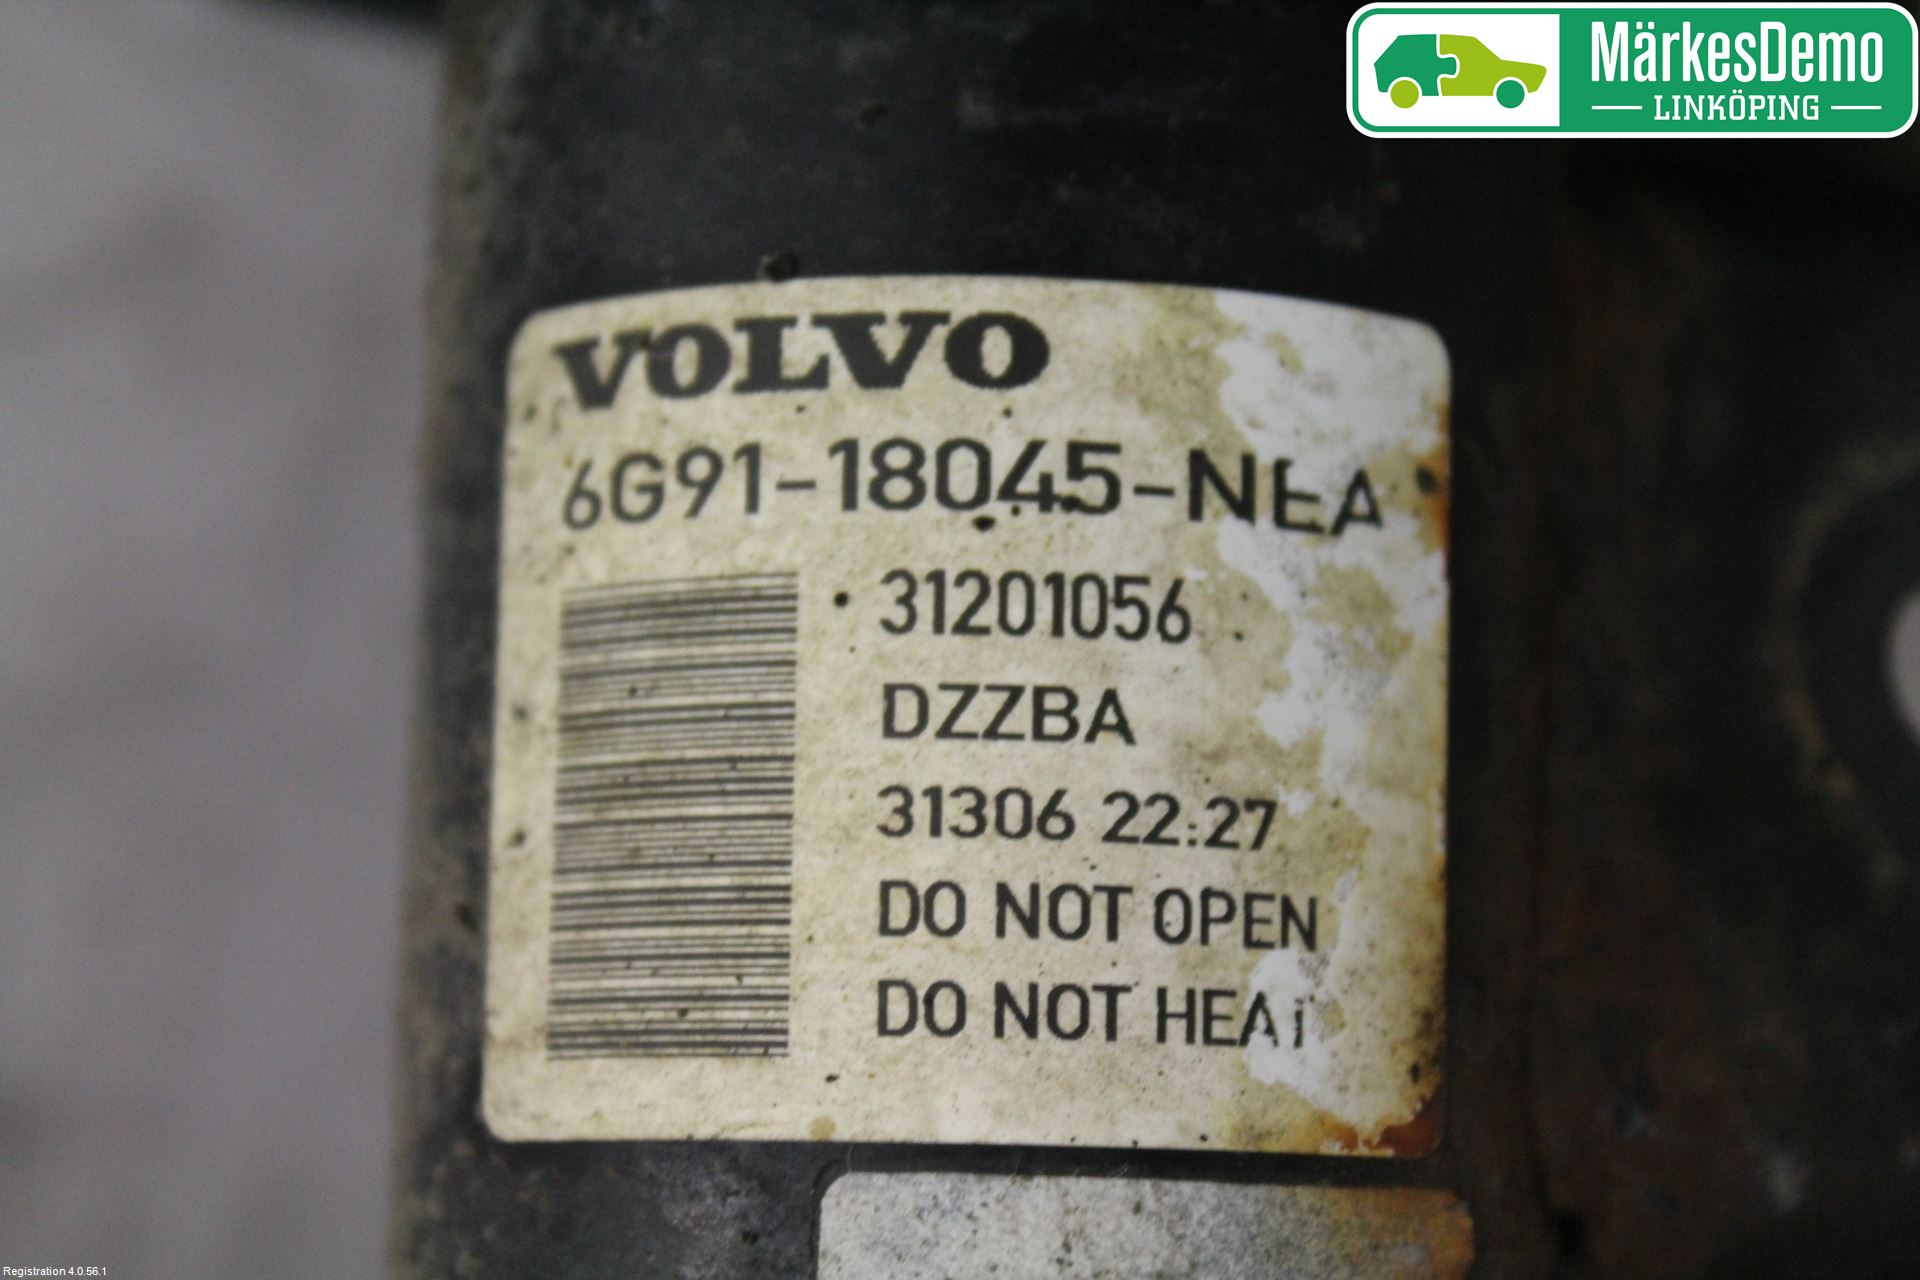 MärkesDemo
LINKÖPING
VOLVO
6G91-18045-NEA
31201056
DZZBA
31306 22:27
DO NOT OPEN
DO NOT HEAT
Registration 4.0.56.1